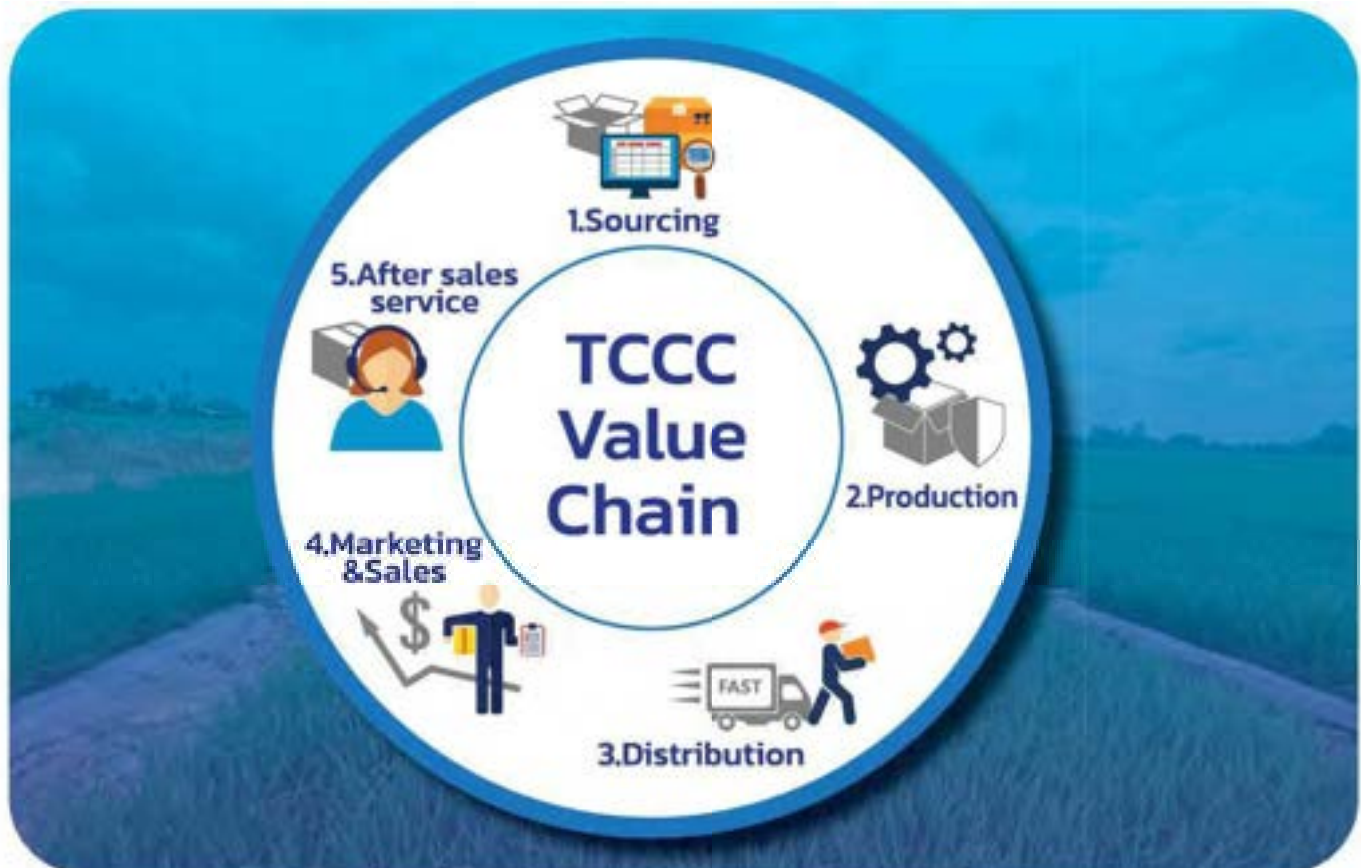 1.Sourcing
2.Production
FAST
3.Distribution
4.Marketing
&Sales
5.After sales
service
TCCC
Value
Chain